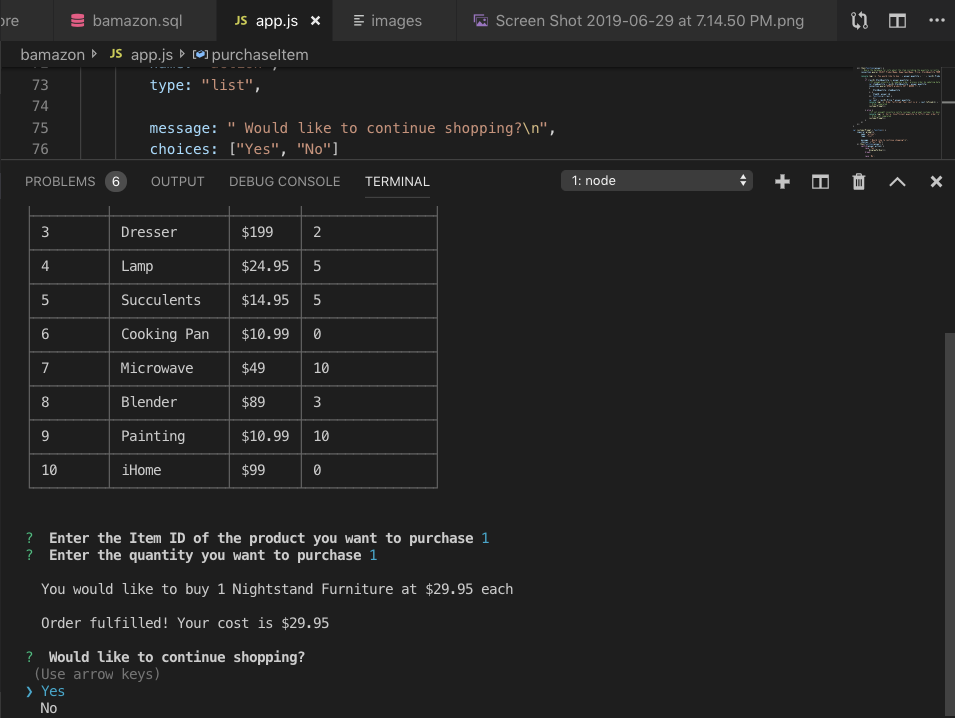 ore bamazon.sql JS app.js × images Screen Shot 2019-06-29 at 7.14.50 PM.png
bamazon JS app.js purchaseItem
73 type: "list",
74
75 message: " Would like to continue shopping?\n",
76 choices: ["Yes", "No"]
PROBLEMS 6 OUTPUT DEBUG CONSOLE TERMINAL 1: node
3 Dresser $199 2
4 Lamp $24.95 5
5 Succulents $14.95 5
6 Cooking Pan $10.99 0
7 Microwave $49 10
8 Blender $89 3
9 Painting $10.99 10
10 iHome $99 0
? Enter the Item ID of the product you want to purchase 1
? Enter the quantity you want to purchase 1
You would like to buy 1 Nightstand Furniture at $29.95 each
Order fulfilled! Your cost is $29.95
? Would like to continue shopping?
(Use arrow keys)
❯ Yes
No